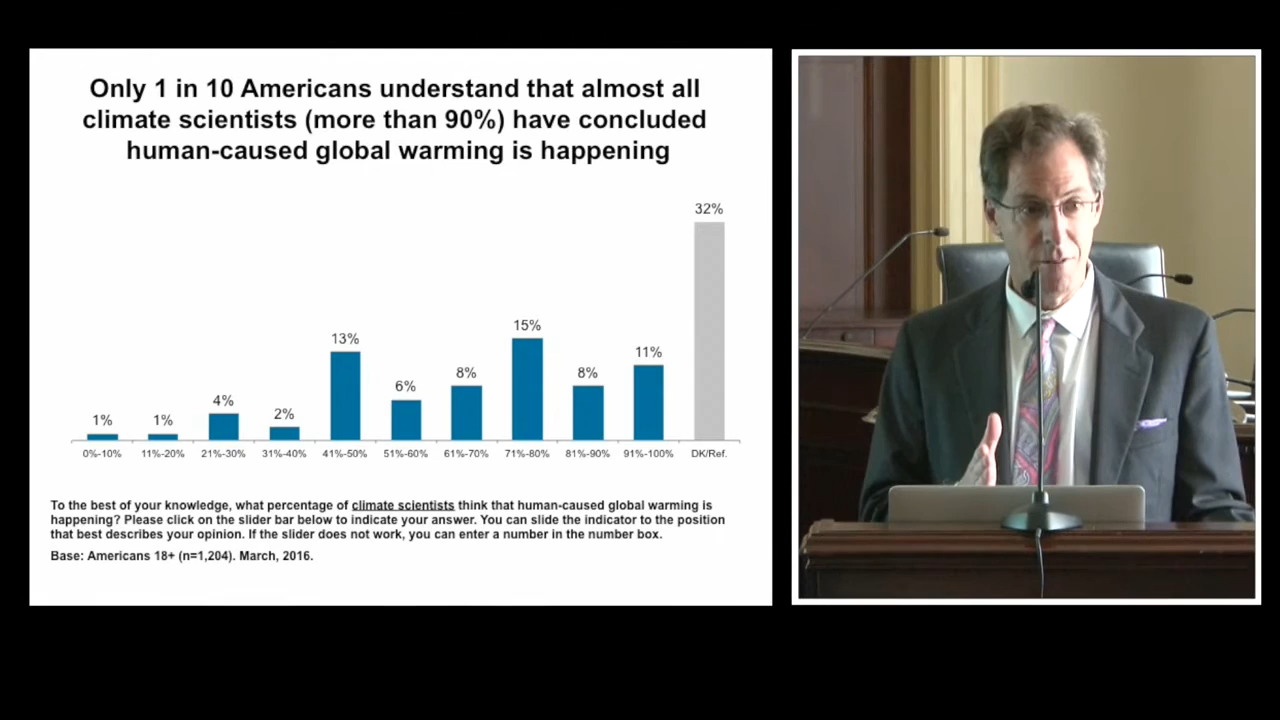 Only 1 in 10 Americans understand that almost all
climate scientists (more than 90%) have concluded
human-caused global warming is happening
32%
15%
13%
11%
8%
8%
6%
4%
2%
1%
1%
0%-10% 11%-20% 21%-30% 31%-40% 41%-50% 51%-60% 61%-70% 71%-80% 81%-90% 91%-100% DK/Ref.
To the best of your knowledge, what percentage of climate scientists think that human-caused global warming is
happening? Please click on the slider bar below to indicate your answer. You can slide the indicator to the position
that best describes your opinion. If the slider does not work, you can enter a number in the number box.
Base: Americans 18+ (n=1,204). March, 2016.